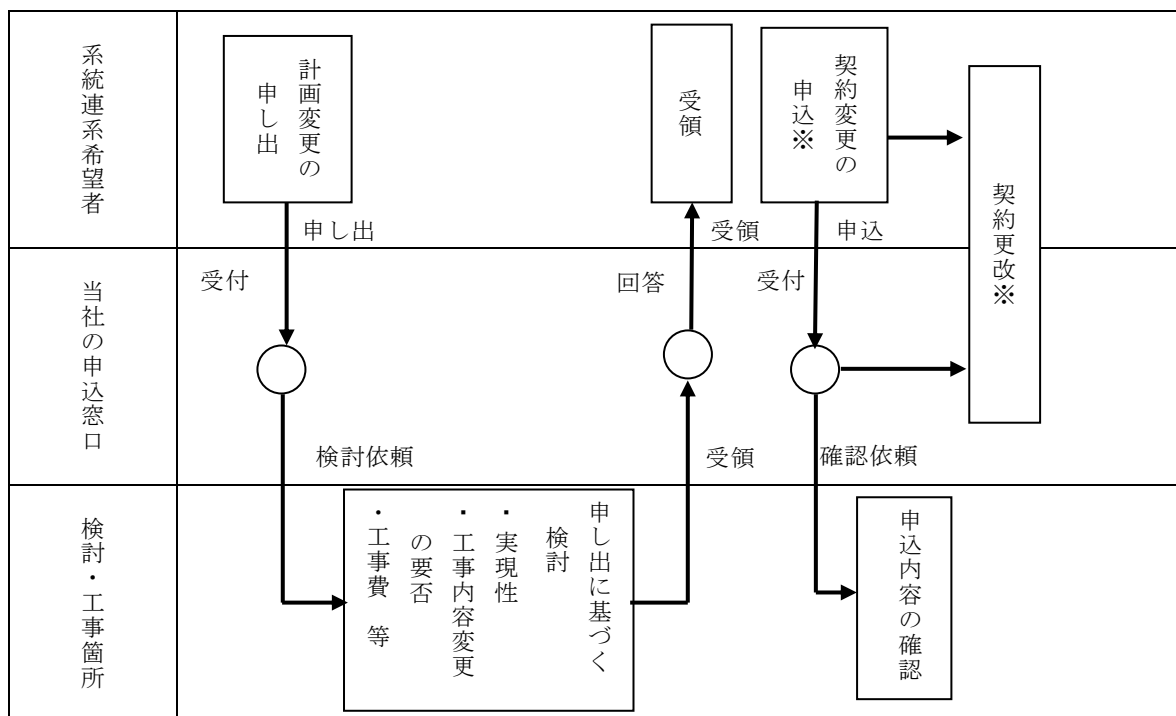 系統連系希望者
計画変更の
申し出
受領
契約変更の
申込※
契約更改※
申し出
受領
申込
当社の申込窓口
受付
回答
受付
検討依頼
受領
確認依頼
検討・工事箇所
申し出に基づく
検討
・実現性
・工事内容変更
の要否
・工事費 等
申込内容の確認